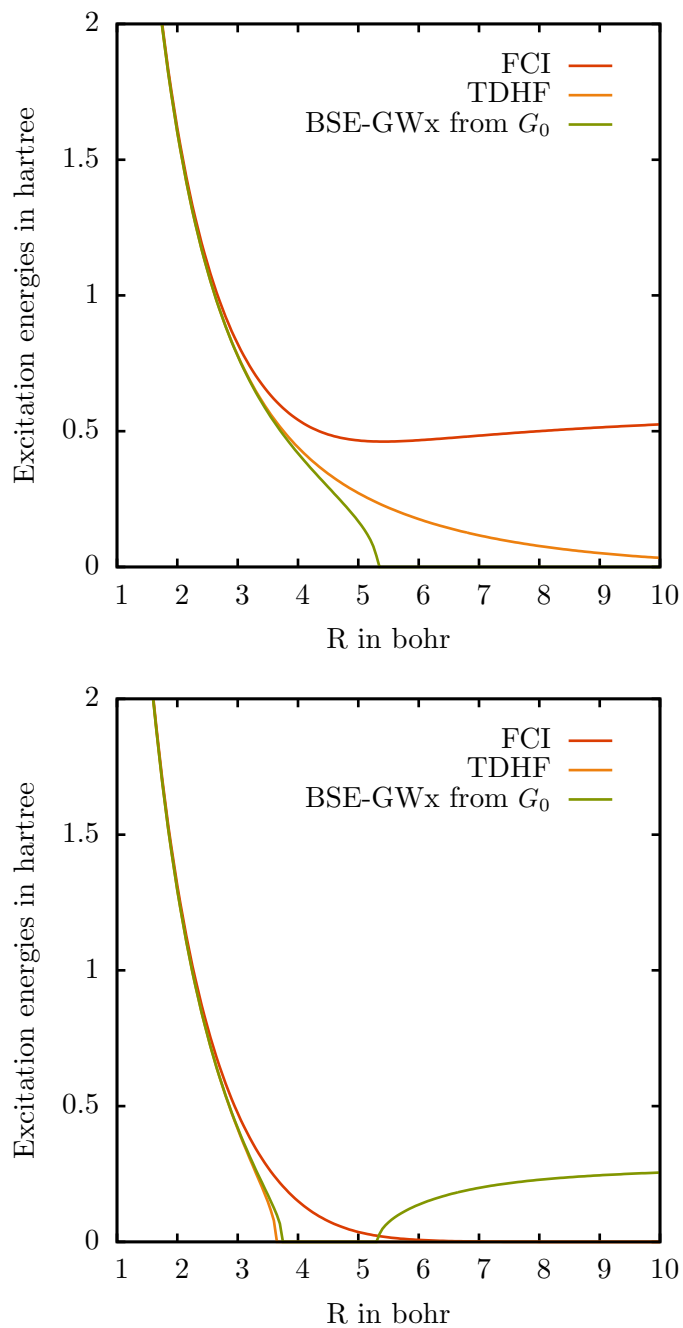 2
1.5
1
0.5
0
1 2 3 4 5 6 7 8 9 10
Excitation energies in hartree
R in bohr
FCI
TDHF
BSE-GWx from G0
2
1.5
1
0.5
0
1 2 3 4 5 6 7 8 9 10
Excitation energies in hartree
R in bohr
FCI
TDHF
BSE-GWx from G0